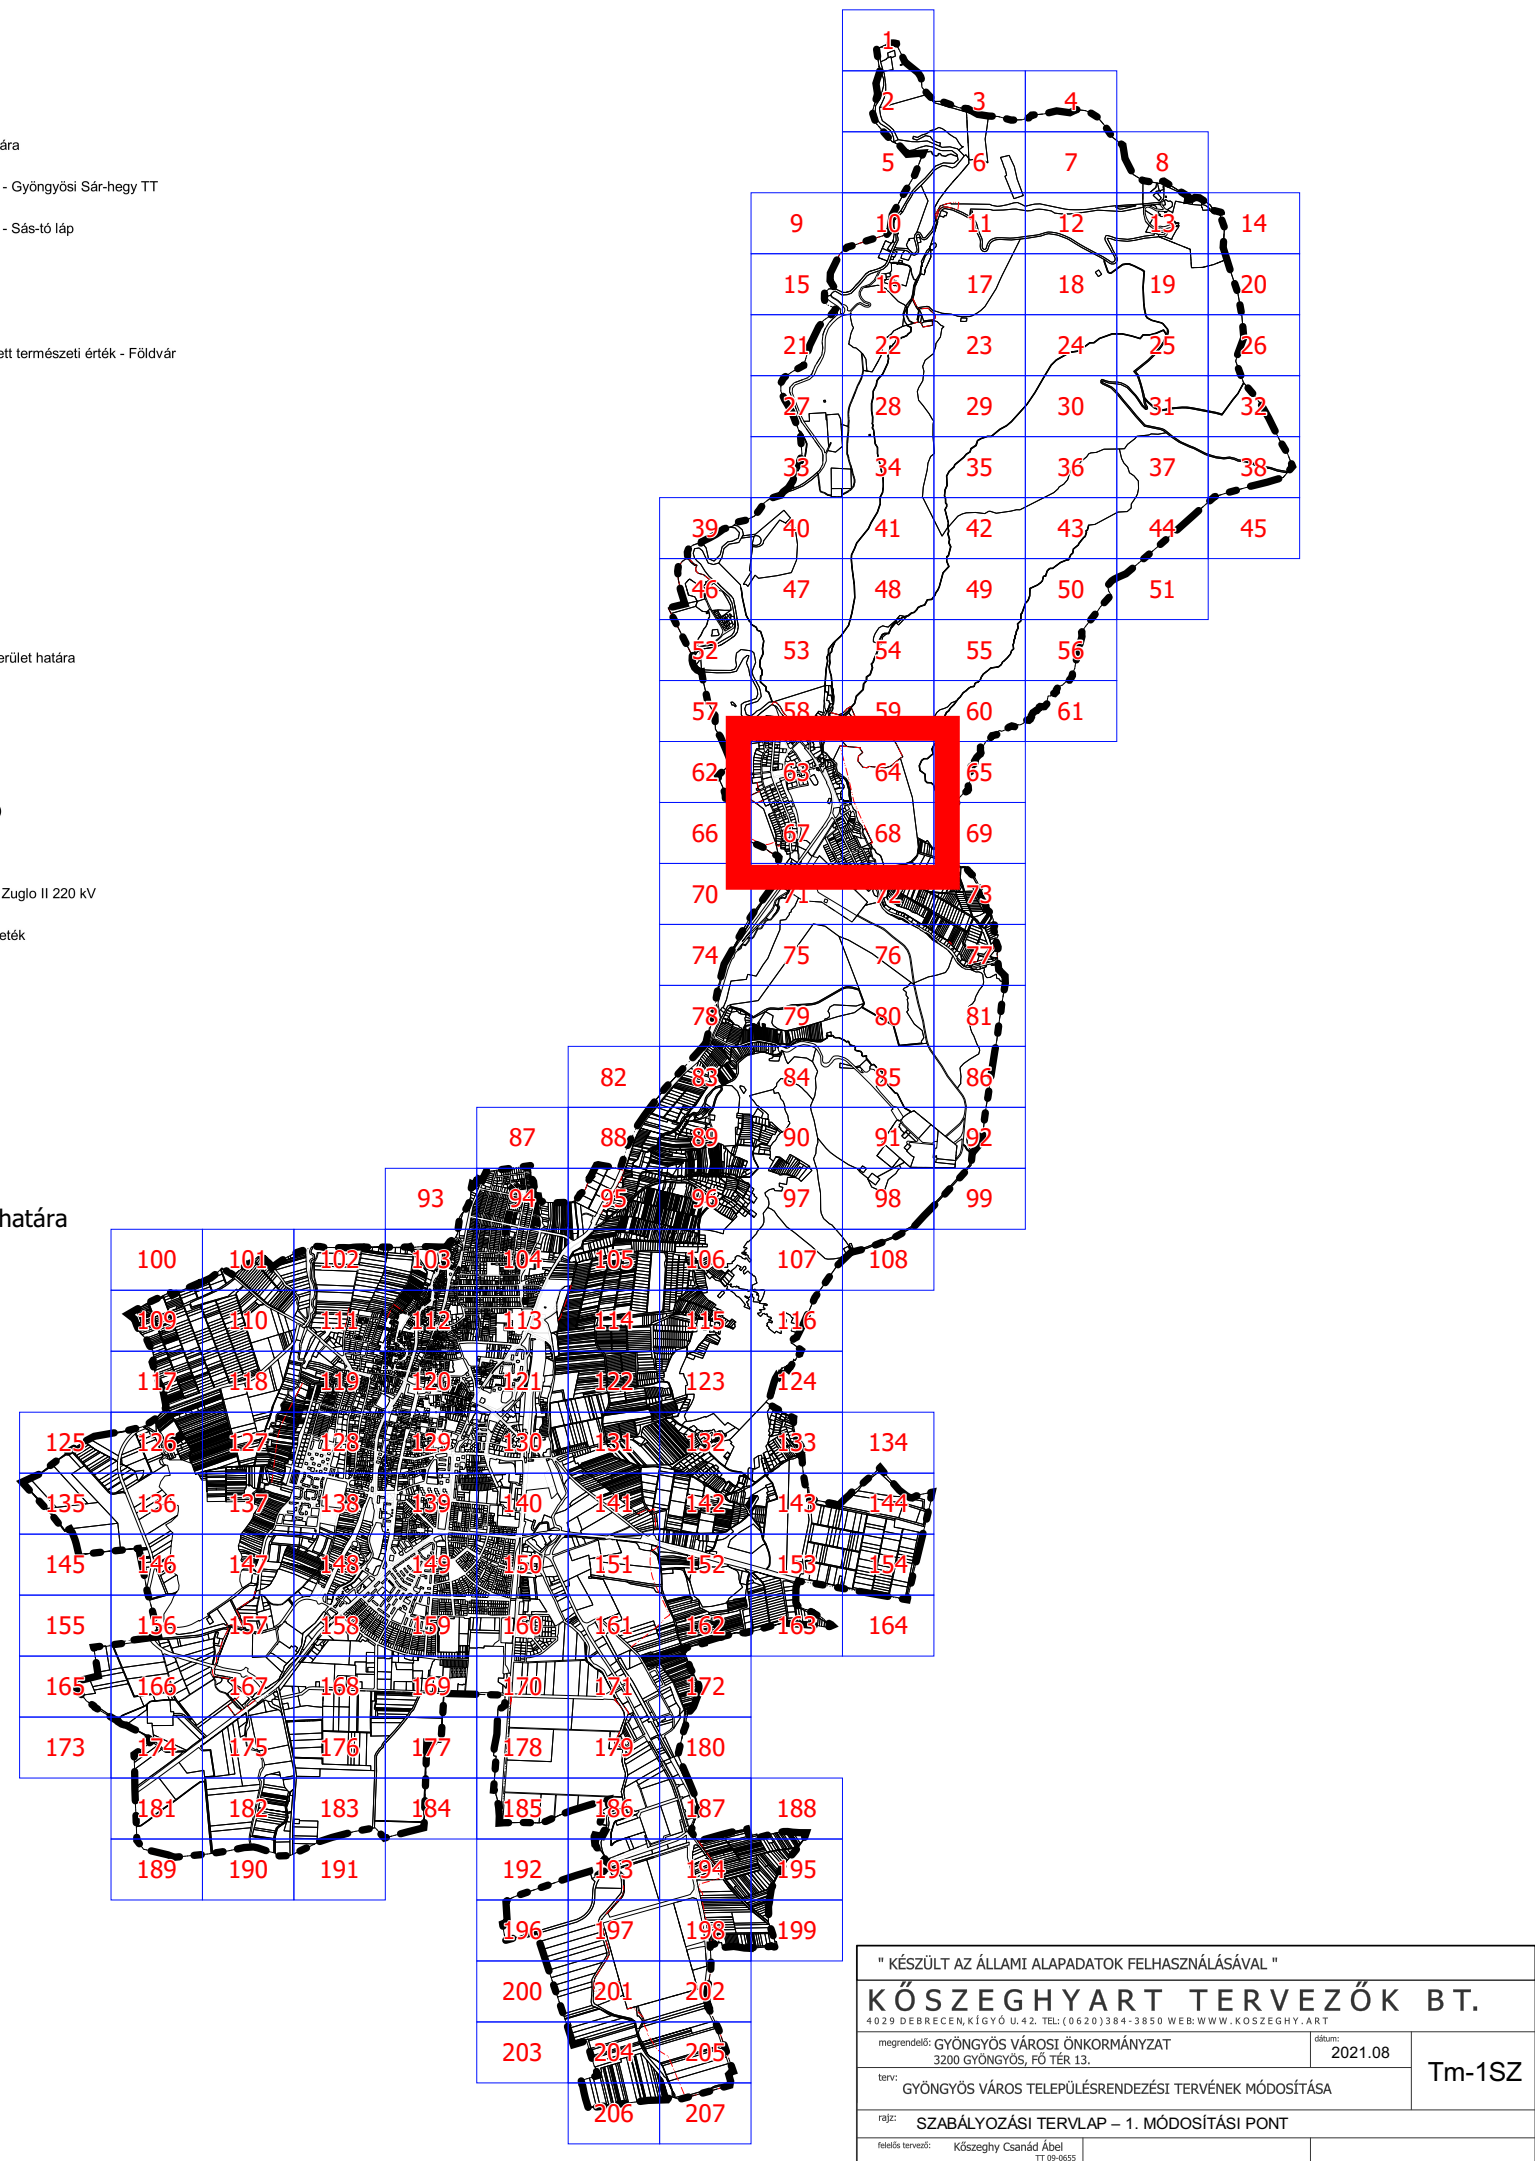 1
2 3 4
ára
5 6 7 8
- Gyöngyösi Sár-hegy TT
9 10 11 12 13 14
- Sás-tó láp
15 16 17 18 19 20
21 22 23 24 25 26
ett természeti érték - Földvár
27 28 29 30 31 32
33 34 35 36 37 38
39 40 41 42 43 44 45
46 47 48 49 50 51
52 53 54 55 56
erület határa
57 58 59 60 61
62 63 64 65
)
66 67 68 69
70 71 72 73
Zuglo II 220 kV
eték
74 75 76 77
78 79 80 81
82 83 84 85 86
87 88 89 90 91 92
93 94 95 96 97 98 99
határa
100 101 102 103 104 105 106 107 108
109 110 111 112 113 114 115 116
117 118 119 120 121 122 123 124
125 126 127 128 129 130 131 132 133 134
135 136 137 138 139 140 141 142 143 144
145 146 147 148 149 150 151 152 153 154
155 156 157 158 159 160 161 162 163 164
165 166 167 168 169 170 171 172
173 174 175 176 177 178 179 180
181 182 183 184 185 186 187 188
189 190 191 192 193 194 195
196 197 198 199
200 201 202
203 204 205
206 207
" KÉSZÜLT AZ ÁLLAMI ALAPADATOK FELHASZNÁLÁSÁVAL "
KŐSZEGHYART TERVEZŐK BT.
4029 DEBRECEN, KÍGYÓ U.42. TEL: (0620)384-3850 WEB: WWW.KOSZEGHY.ART
megrendelő: GYÖNGYÖS VÁROSI ÖNKORMÁNYZAT
3200 GYÖNGYÖS, FŐ TÉR 13.
dátum:
2021.08
Tm-1SZ
terv: GYÖNGYÖS VÁROS TELEPÜLÉSRENDEZÉSI TERVÉNEK MÓDOSÍTÁSA
rajz: SZABÁLYOZÁSI TERVLAP – 1. MÓDOSÍTÁSI PONT
felelős tervező: Kőszeghy Csanád Ábel
TT 09-0655